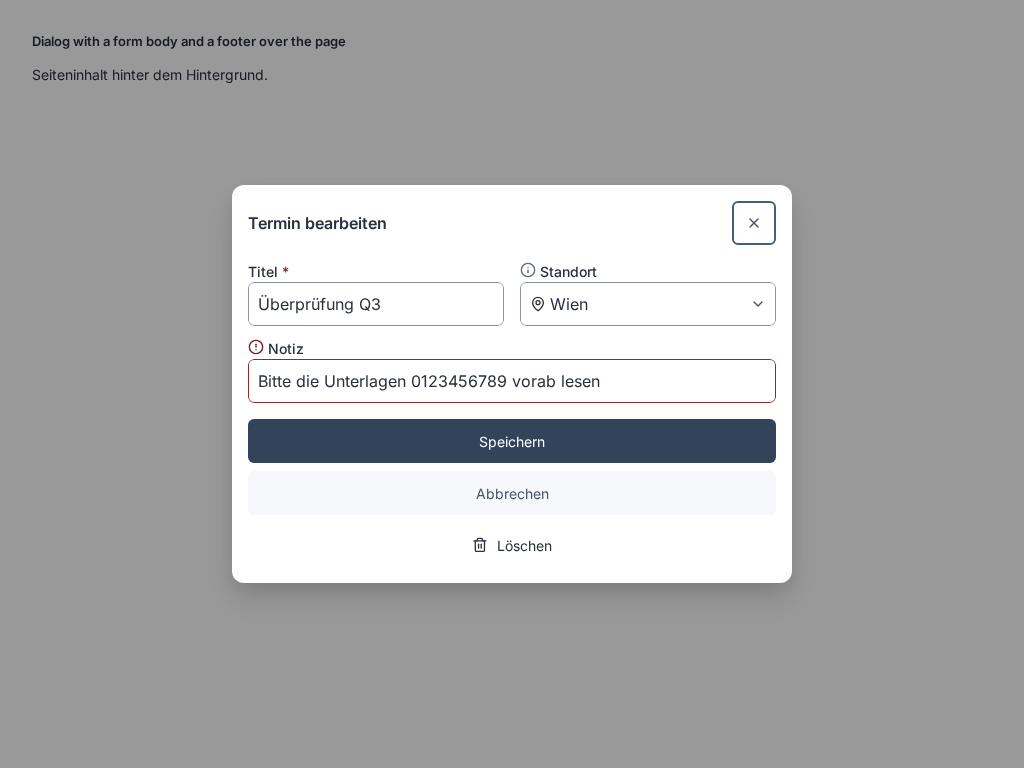 Dialog with a form body and a footer over the page
Seiteninhalt hinter dem Hintergrund.
Termin bearbeiten
Titel *
Standort
Überprüfung Q3
Wien
Notiz
Bitte die Unterlagen 0123456789 vorab lesen
Speichern
Abbrechen
Löschen